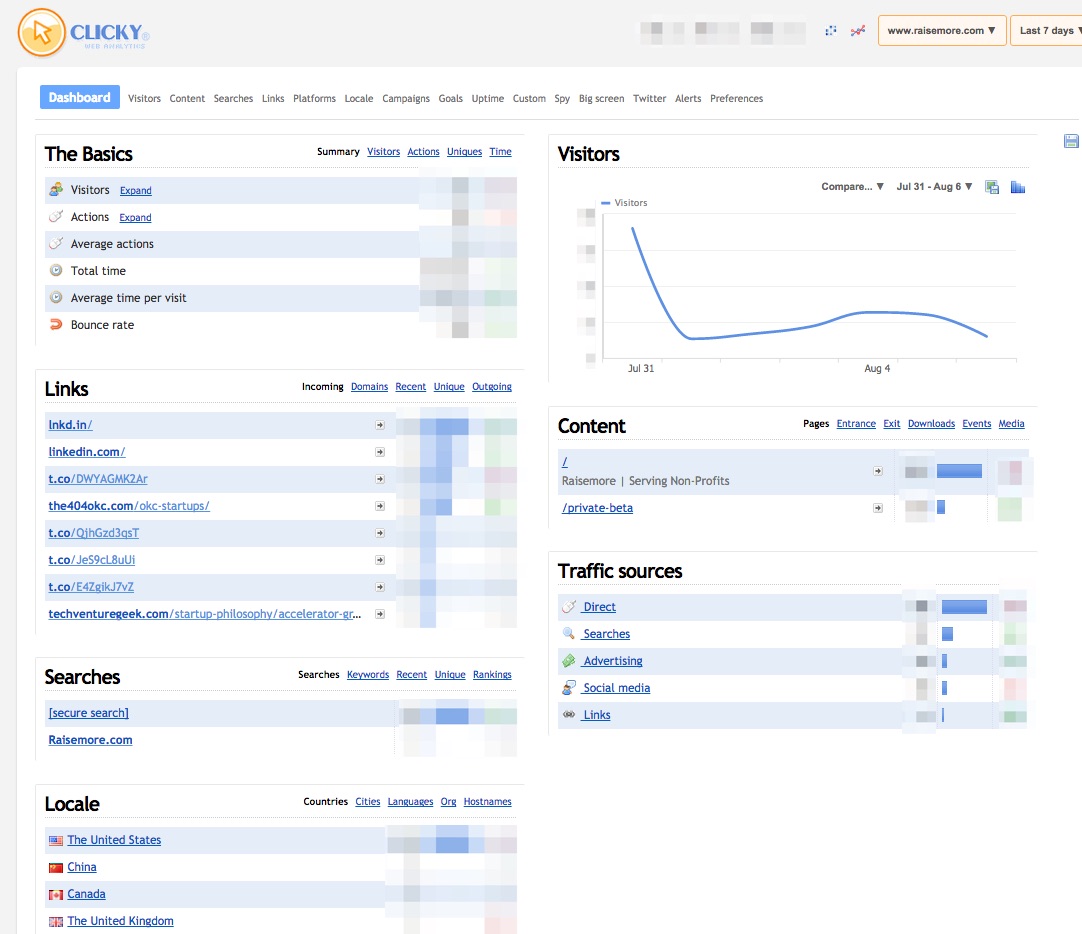 CLICKY®
WEB ANALYTICS
www.raisemore.com ▼
Last 7 days ▼
Dashboard Visitors Content Searches Links Platforms Locale Campaigns Goals Uptime Custom Spy Big screen Twitter Alerts Preferences
The Basics
Summary Visitors Actions Uniques Time
Visitors Expand
Actions Expand
Average actions
Total time
Average time per visit
Bounce rate
Links
Incoming Domains Recent Unique Outgoing
lnkd.in/
linkedin.com/
t.co/DWYAGMK2Ar
the404okc.com/okc-startups/
t.co/QjhGzd3qsT
t.co/JeS9cL8uUi
t.co/E4ZgikJ7vZ
techventuregeek.com/startup-philosophy/accelerator-gr...
Searches
Searches Keywords Recent Unique Rankings
[secure search]
Raisemore.com
Locale
Countries Cities Languages Org Hostnames
The United States
China
Canada
The United Kingdom
Visitors
Compare... ▼ Jul 31 - Aug 6 ▼
Visitors
Jul 31 Aug 4
Content
Pages Entrance Exit Downloads Events Media
/
Raisemore | Serving Non-Profits
/private-beta
Traffic sources
Direct
Searches
Advertising
Social media
Links